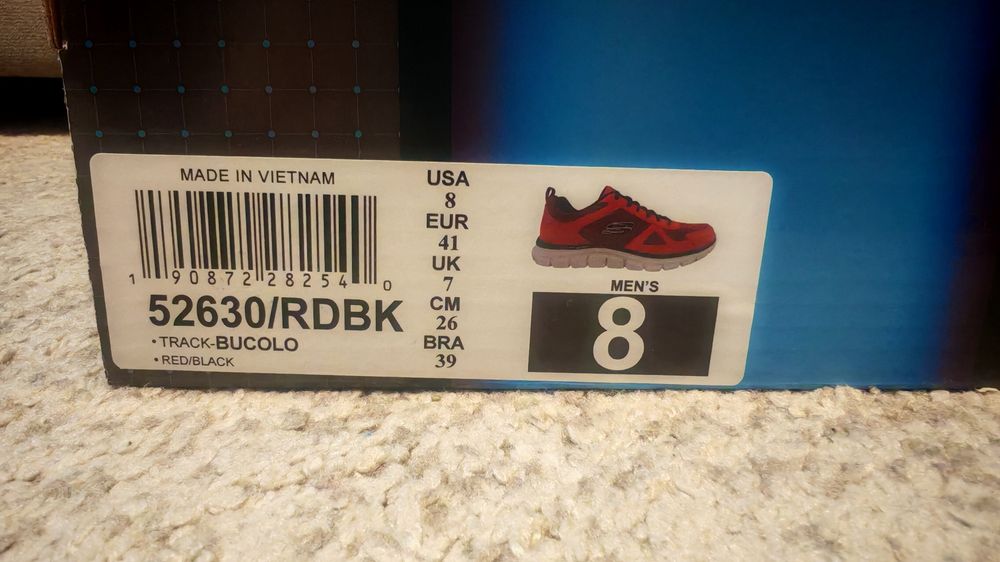 MADE IN VIETNAM
1 90872 28254 0
52630/RDBK
•TRACK-BUCOLO
•RED/BLACK
USA
8
EUR
41
UK
7
CM
26
BRA
39
MEN'S
8